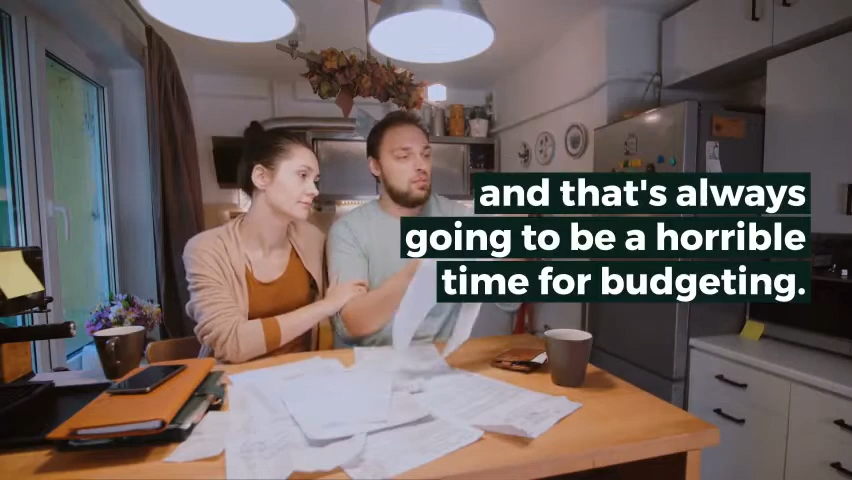 and that's always
going to be a horrible
time for budgeting.